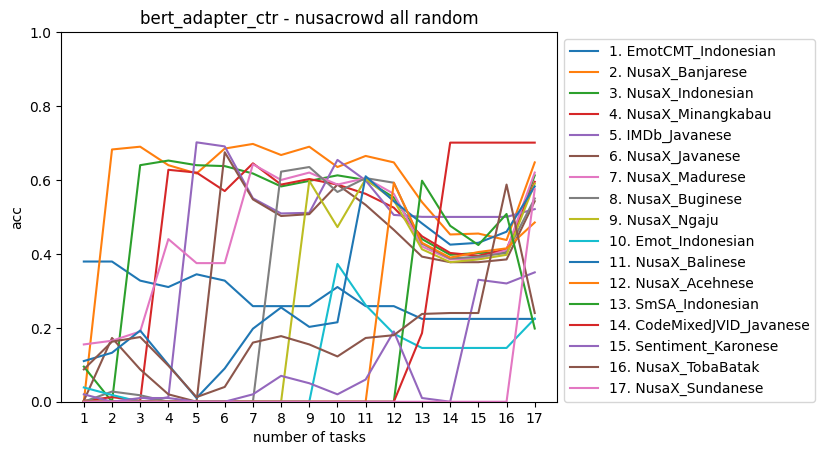 bert_adapter_ctr - nusacrowd all random
1.0
0.8
0.6
0.4
0.2
0.0
acc
1 2 3 4 5 6 7 8 9 10 11 12 13 14 15 16 17
number of tasks
1. EmotCMT_Indonesian
2. NusaX_Banjarese
3. NusaX_Indonesian
4. NusaX_Minangkabau
5. IMDb_Javanese
6. NusaX_Javanese
7. NusaX_Madurese
8. NusaX_Buginese
9. NusaX_Ngaju
10. Emot_Indonesian
11. NusaX_Balinese
12. NusaX_Acehnese
13. SmSA_Indonesian
14. CodeMixedJVID_Javanese
15. Sentiment_Karonese
16. NusaX_TobaBatak
17. NusaX_Sundanese